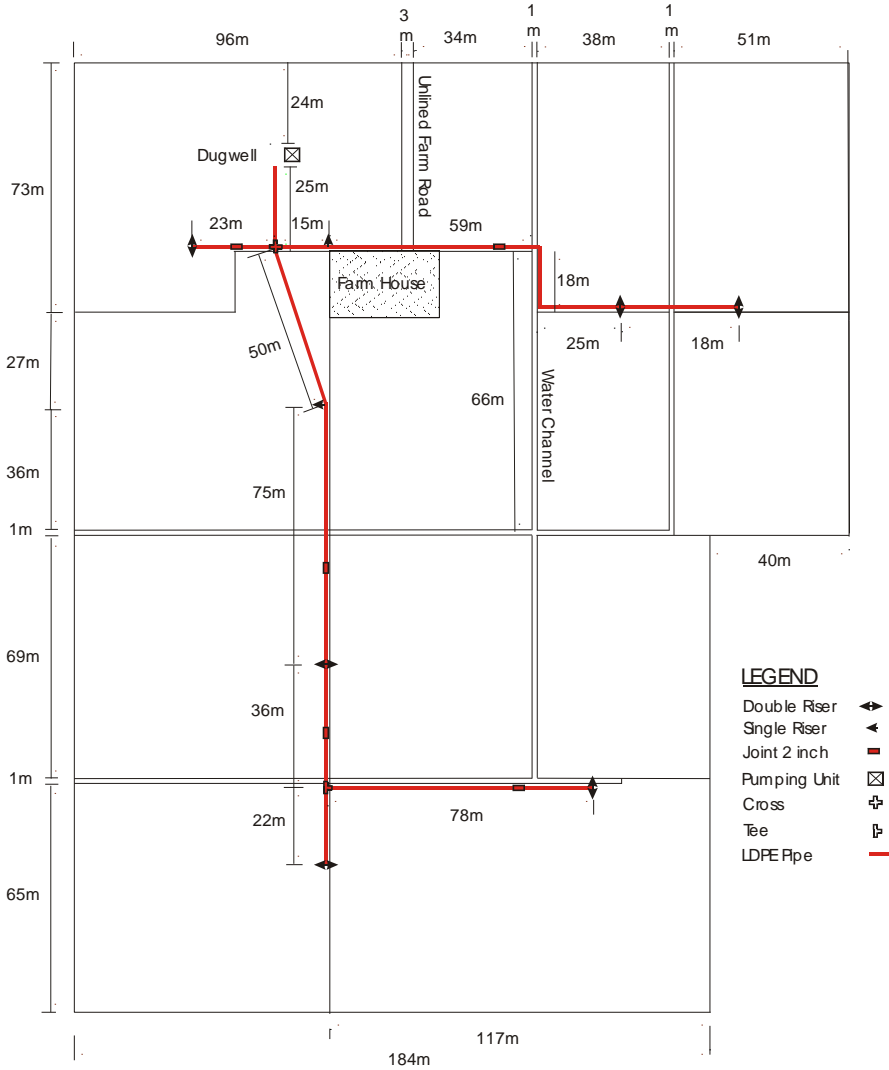 96m
3
m
34m
1
m
38m
1
m
51m
24m
Unlined Farm Road
Dugwell
73m
25m
23m
15m
59m
Farm House
18m
50m
25m
18m
27m
66m
Water Channel
36m
75m
1m
40m
69m
36m
1m
22m
78m
65m
117m
184m
LEGEND
Double Riser
Single Riser
Joint 2 inch
Pumping Unit
Cross
Tee
LDPE Pipe